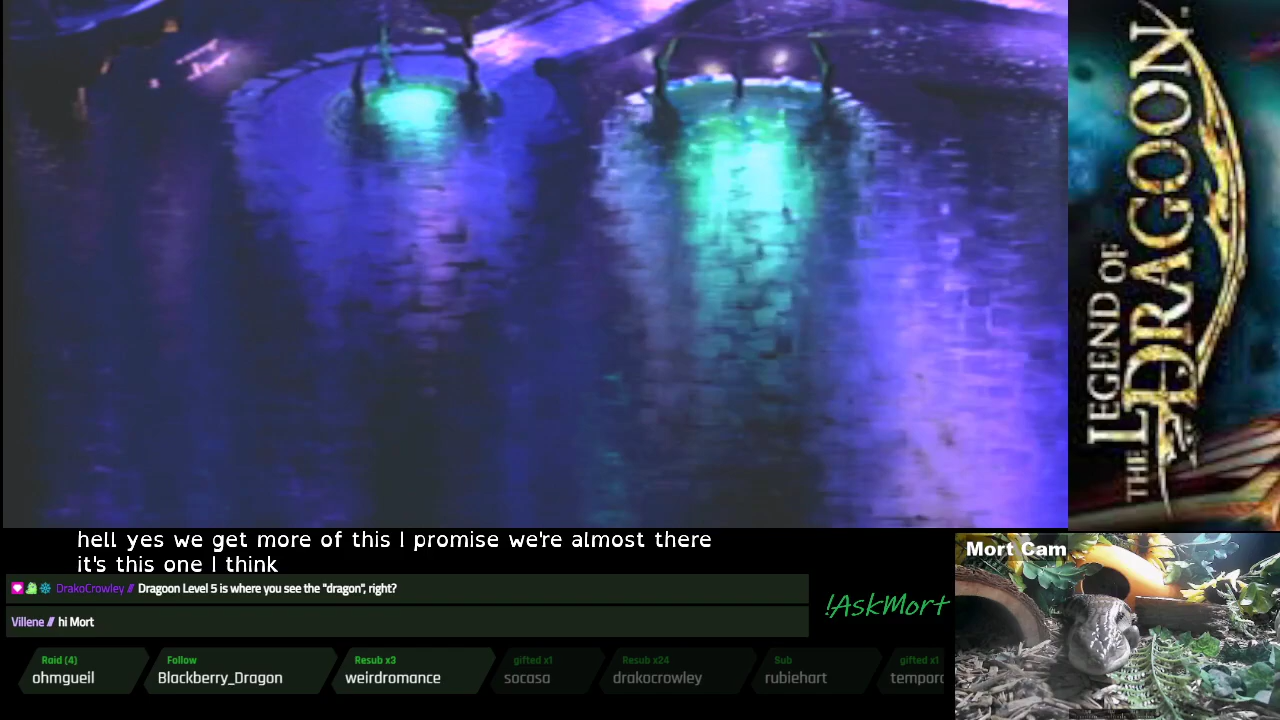 THE LEGEND OF DRAGOON
hell yes we get more of this I promise we're almost there
it's this one I think
DrakoCrowley // Dragoon Level 5 is where you see the "dragon", right?
Villene // hi Mort
!AskMort
Mort Cam
Raid (4)
ohmgueil
Follow
Blackberry_Dragon
Resub x3
weirdromance
gifted x1
socasa
Resub x24
drakocrowley
Sub
rubiehart
gifted x1